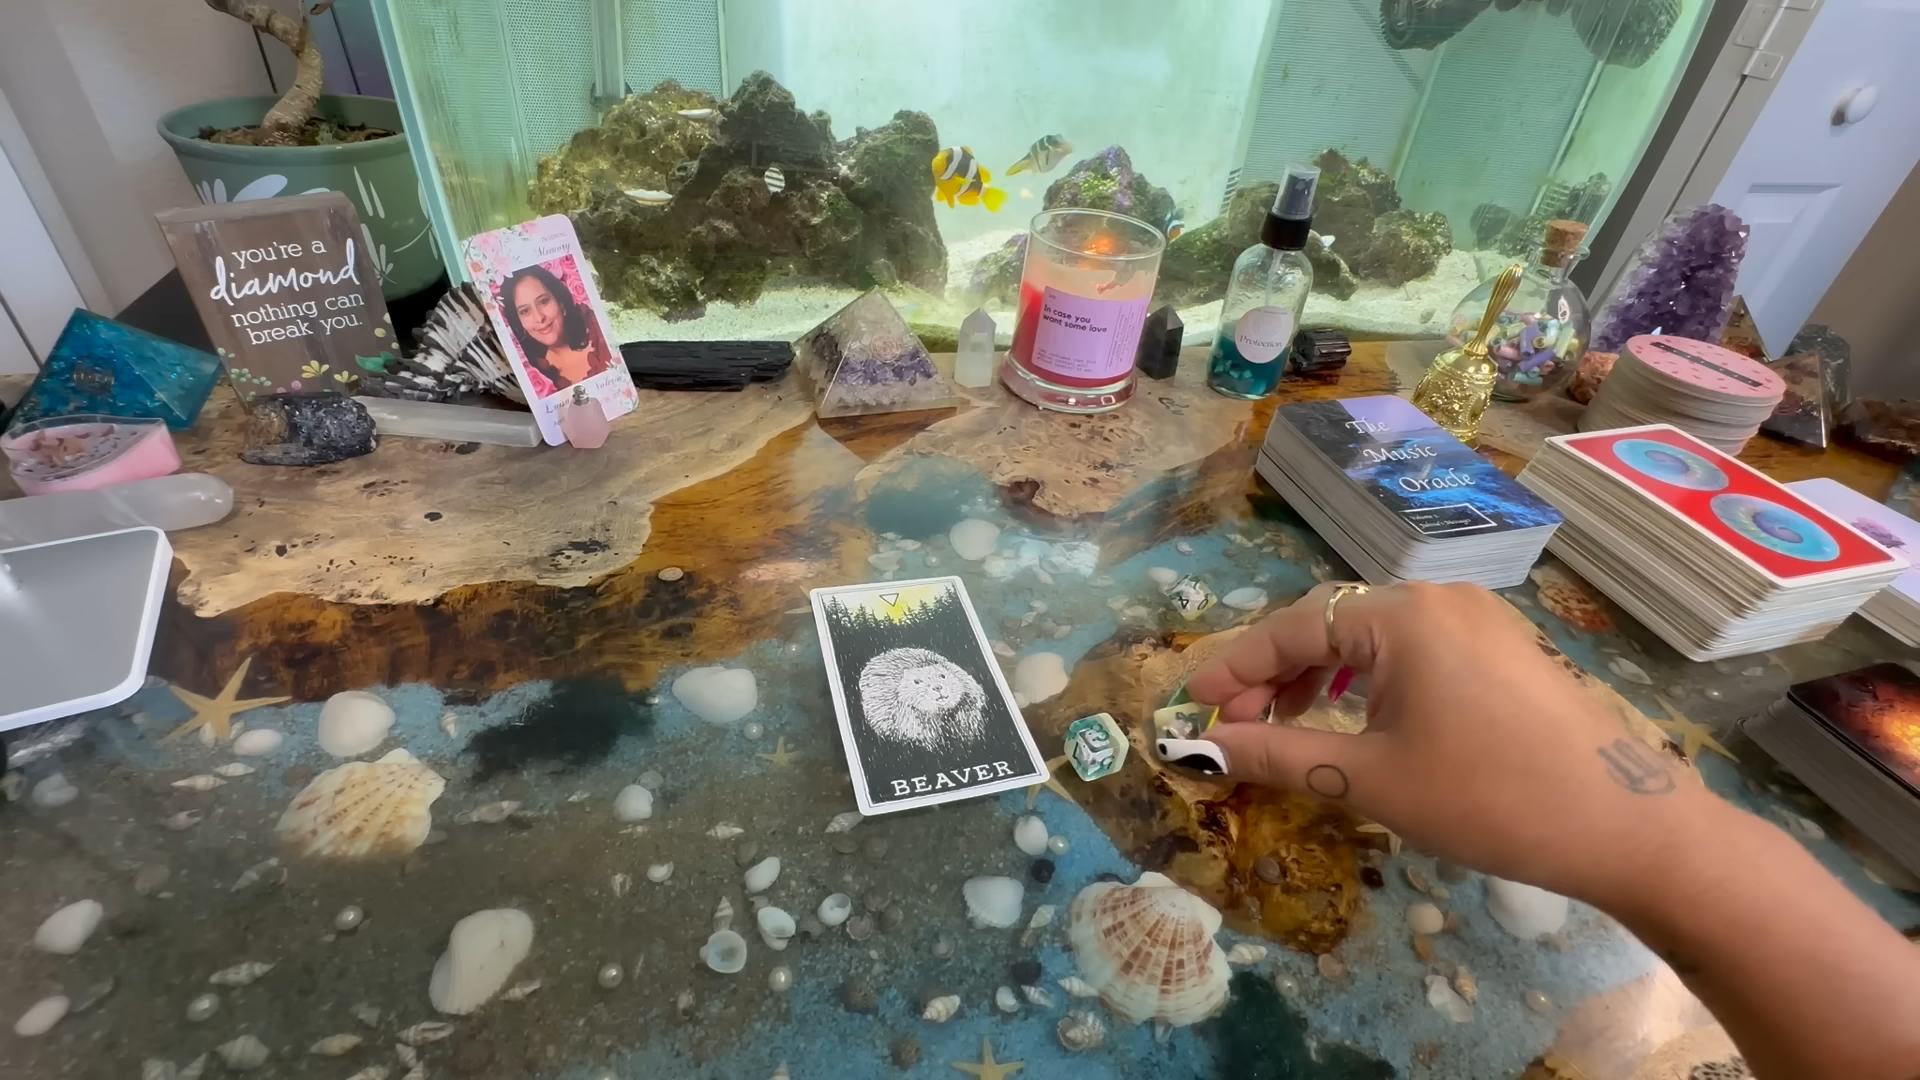 you're a
diamond
nothing can
break you.
Memory
In case you
want some love
Protection
The
Music
Oracle
BEAVER